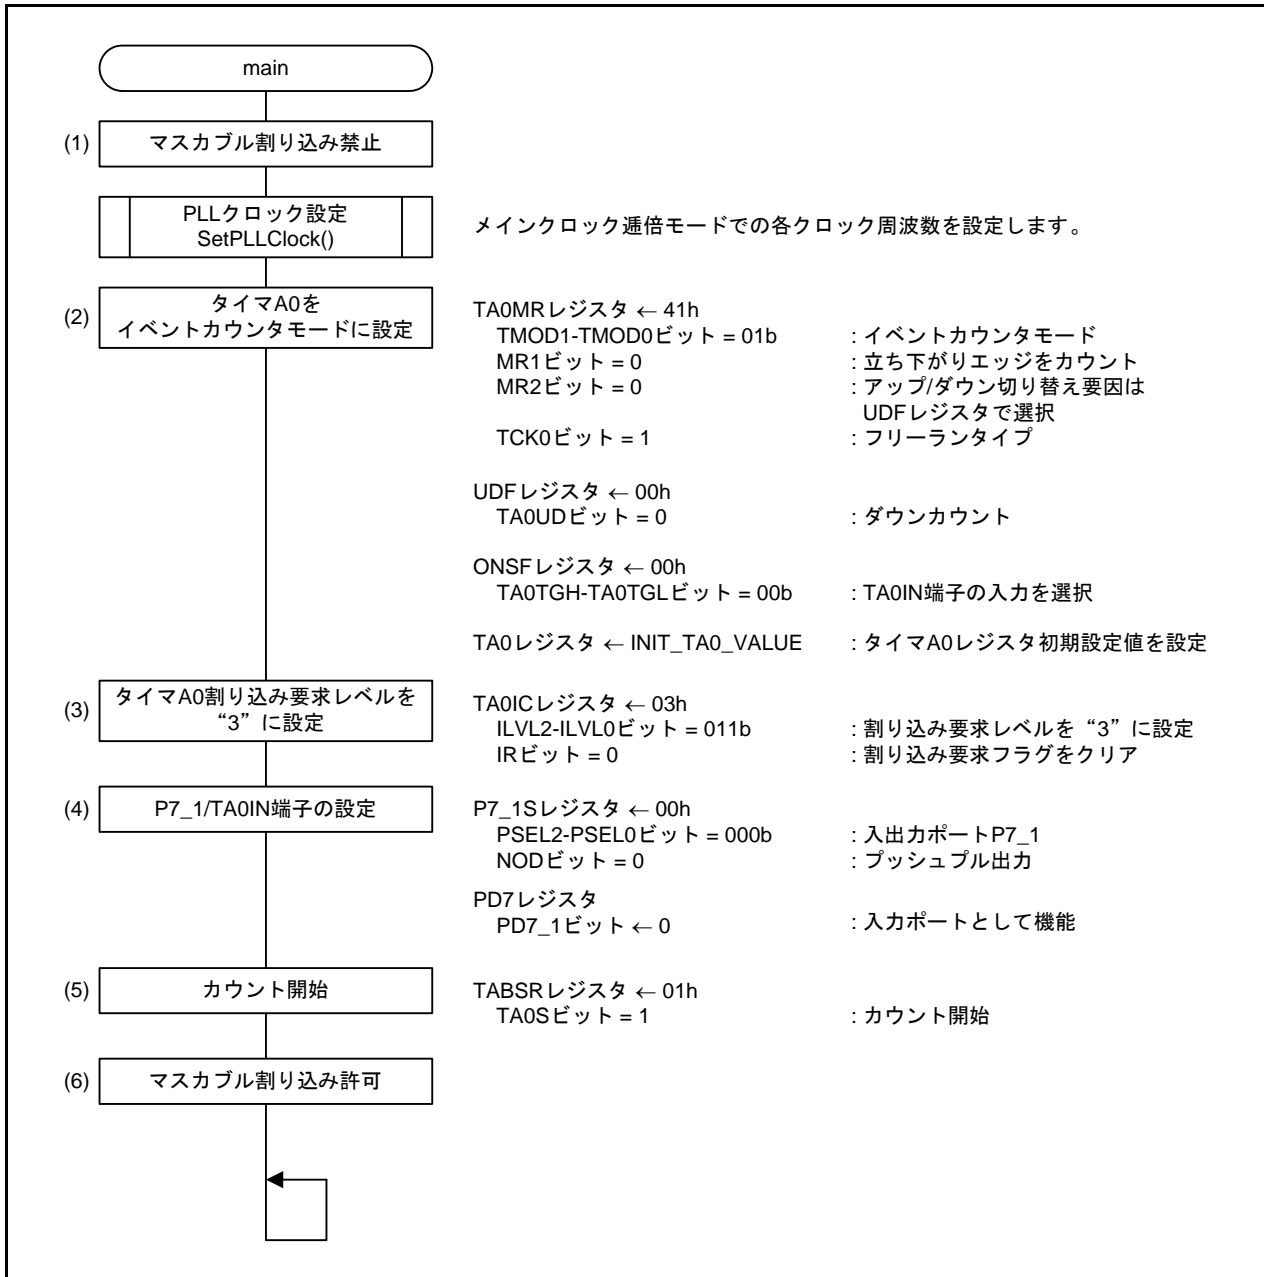 main
(1) マスカブル割り込み禁止
PLLクロック設定
SetPLLClock()
メインクロック逓倍モードでの各クロック周波数を設定します。
(2) タイマA0を
イベントカウンタモードに設定
TA0MRレジスタ ← 41h
TMOD1-TMOD0ビット = 01b : イベントカウンタモード
MR1ビット = 0 : 立ち下がりエッジをカウント
MR2ビット = 0 : アップ/ダウン切り替え要因は
UDFレジスタで選択
TCK0ビット = 1 : フリーランタイプ
UDFレジスタ ← 00h
TA0UDビット = 0 : ダウンカウント
ONSFレジスタ ← 00h
TA0TGH-TA0TGLビット = 00b : TA0IN端子の入力を選択
TA0レジスタ ← INIT_TA0_VALUE : タイマA0レジスタ初期設定値を設定
(3) タイマA0割り込み要求レベルを
“3”に設定
TA0ICレジスタ ← 03h
ILVL2-ILVL0ビット = 011b : 割り込み要求レベルを“3”に設定
IRビット = 0 : 割り込み要求フラグをクリア
(4) P7_1/TA0IN端子の設定
P7_1Sレジスタ ← 00h
PSEL2-PSEL0ビット = 000b : 入出力ポートP7_1
NODビット = 0 : プッシュプル出力
PD7レジスタ
PD7_1ビット ← 0 : 入力ポートとして機能
(5) カウント開始
TABSRレジスタ ← 01h
TA0Sビット = 1 : カウント開始
(6) マスカブル割り込み許可